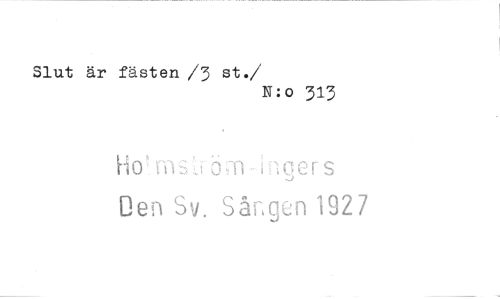 Slut är fästen /3 st./
N:o 313
Holmström-Ingers
Den Sv. Sången 1927